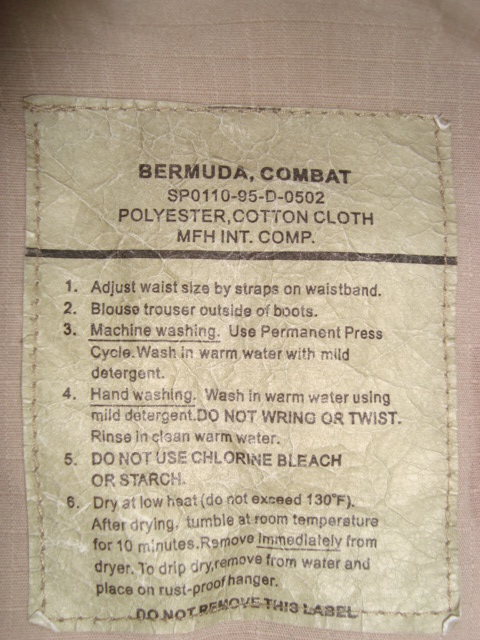 BERMUDA, COMBAT
SP0110-95-D-0502
POLYESTER,COTTON CLOTH
MFH INT. COMP.
1. Adjust waist size by straps on waistband.
2. Blouse trouser outside of boots.
3. Machine washing. Use Permanent Press
Cycle.Wash in warm water with mild
detergent.
4. Hand washing. Wash in warm water using
mild detergent.DO NOT WRING OR TWIST.
Rinse in clean warm water.
5. DO NOT USE CHLORINE BLEACH
OR STARCH.
6. Dry at low heat (do not exceed 130°F).
After drying, tumble at room temperature
for 10 minutes.Remove immediately from
dryer. To drip dry,remove from water and
place on rust-proof hanger.
DO NOT REMOVE THIS LABEL